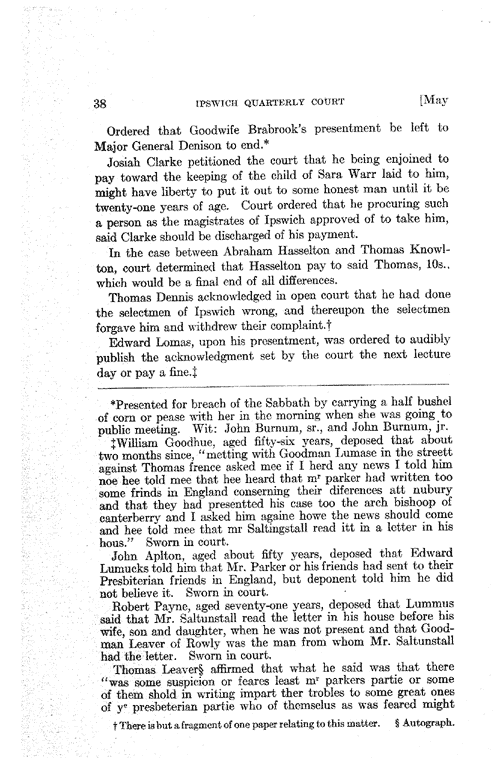 38 IPSWICH QUARTERLY COURT [May
Ordered that Goodwife Brabrook's presentment be left to
Major General Denison to end.*
Josiah Clarke petitioned the court that he being enjoined to
pay toward the keeping of the child of Sara Warr laid to him,
might have liberty to put it out to some honest man until it be
twenty-one years of age. Court ordered that he procuring such
a person as the magistrates of Ipswich approved of to take him,
said Clarke should be discharged of his payment.
In the case between Abraham Hasselton and Thomas Knowl-
ton, court determined that Hasselton pay to said Thomas, 10s.,
which would be a final end of all differences.
Thomas Dennis acknowledged in open court that he had done
the selectmen of Ipswich wrong, and thereupon the selectmen
forgave him and withdrew their complaint.†
Edward Lomas, upon his presentment, was ordered to audibly
publish the acknowledgment set by the court the next lecture
day or pay a fine.‡
*Presented for breach of the Sabbath by carrying a half bushel
of corn or pease with her in the morning when she was going to
public meeting. Wit: John Burnum, sr., and John Burnum, jr.
‡William Goodhue, aged fifty-six years, deposed that about
two months since, "metting with Goodman Lumase in the streett
against Thomas frence asked mee if I herd any news I told him
noe hee told mee that hee heard that mʳ parker had written too
some frinds in England conserning their diferences att nubury
and that they had presentted his case too the arch bishoop of
canterberry and I asked him againe howe the news should come
and hee told mee that mr Saltingstall read itt in a letter in his
hous." Sworn in court.
John Aplton, aged about fifty years, deposed that Edward
Lumucks told him that Mr. Parker or his friends had sent to their
Presbiterian friends in England, but deponent told him he did
not believe it. Sworn in court.
Robert Payne, aged seventy-one years, deposed that Lummus
said that Mr. Saltunstall read the letter in his house before his
wife, son and daughter, when he was not present and that Good-
man Leaver of Rowly was the man from whom Mr. Saltunstall
had the letter. Sworn in court.
Thomas Leaver§ affirmed that what he said was that there
"was some suspicion or feares least mʳ parkers partie or some
of them shold in writing impart ther trobles to some great ones
of yᵉ presbeterian partie who of themselus as was feared might
† There is but a fragment of one paper relating to this matter. § Autograph.